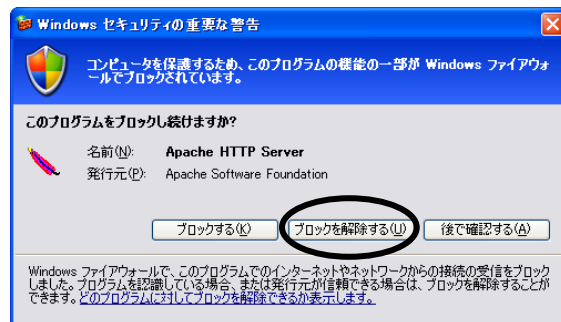 Windows セキュリティの重要な警告
コンピュータを保護するため、このプログラムの機能の一部が Windows ファイアウォ
ールでブロックされています。
このプログラムをブロックし続けますか?
名前(N): Apache HTTP Server
発行元(P): Apache Software Foundation
ブロックする(K) ブロックを解除する(U) 後で確認する(A)
Windows ファイアウォールで、このプログラムでのインターネットやネットワークからの接続の受信をブロック
しました。プログラムを認識している場合、または発行元が信頼できる場合は、ブロックを解除することが
できます。どのプログラムに対してブロックを解除できるか表示します。